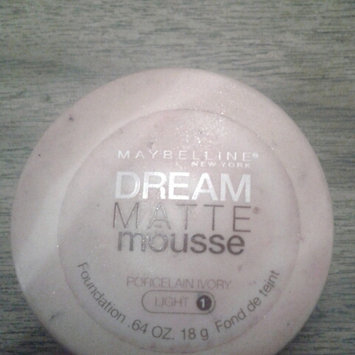 MAYBELLINE®
NEW YORK
DREAM
MATTE
mousse
PORCELAIN IVORY
LIGHT 1
Foundation .64 OZ. 18 g Fond de teint